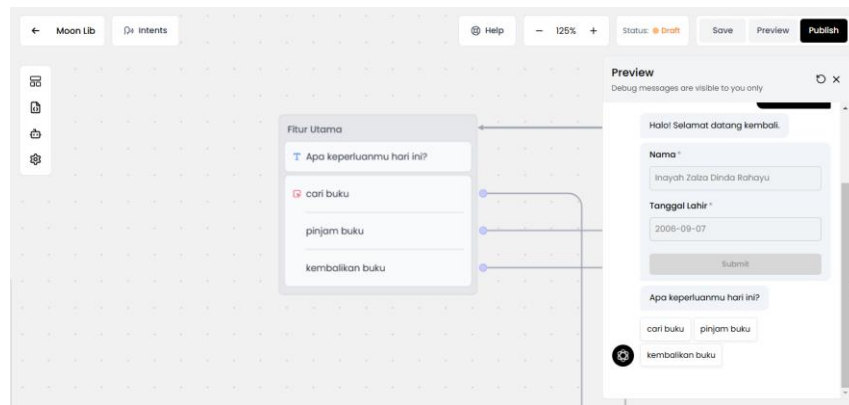 Moon Lib
Intents
Help
125%
Status: Draft
Save
Preview
Publish
Preview
Debug messages are visible to you only
Fitur Utama
Apa keperluanmu hari ini?
cari buku
pinjam buku
kembalikan buku
Halo! Selamat datang kembali.
Nama *
Inayah Zalza Dinda Rahayu
Tanggal Lahir *
2006-09-07
Submit
Apa keperluanmu hari ini?
cari buku
pinjam buku
kembalikan buku